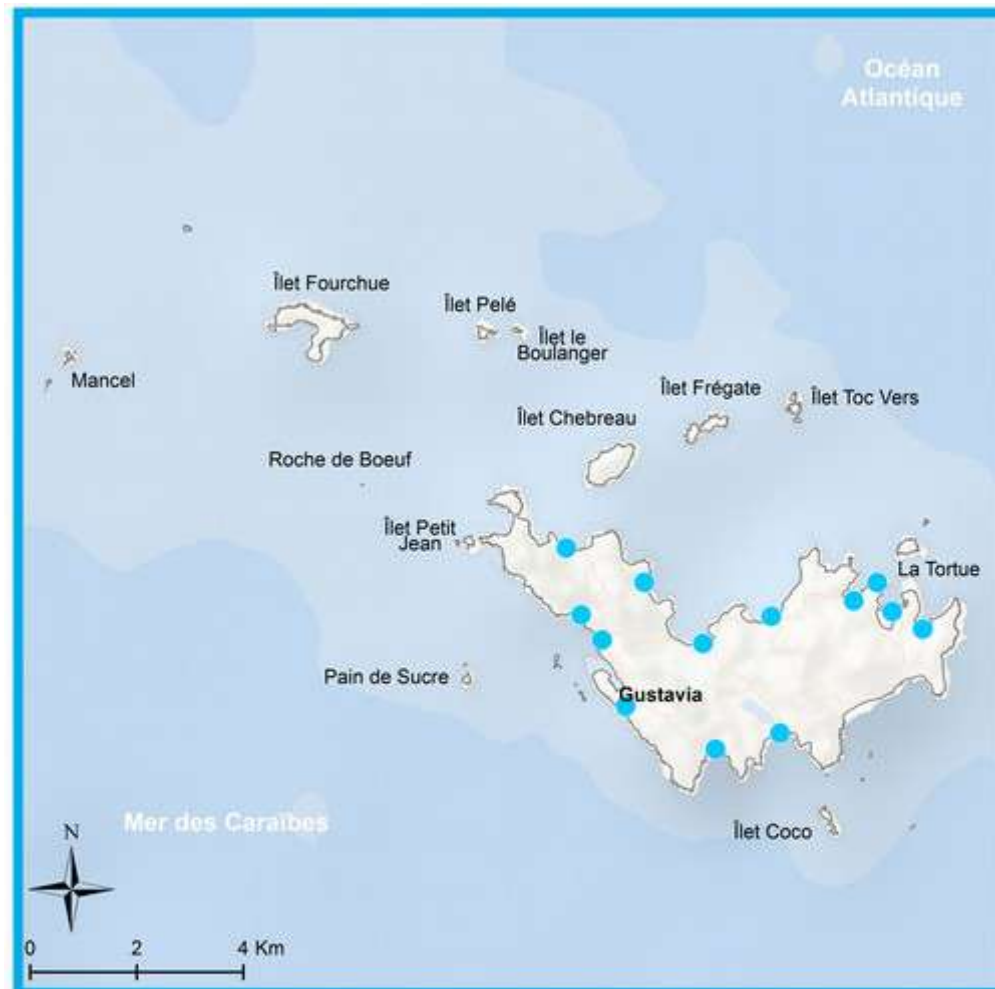 Océan
Atlantique
Îlet Fourchue
Îlet Pelé
Îlet le
Boulanger
Mancel
Îlet Frégate
Îlet Toc Vers
Îlet Chebreau
Roche de Boeuf
Îlet Petit
Jean
La Tortue
Pain de Sucre
Gustavia
Mer des Caraïbes
Îlet Coco
N
0 2 4 Km